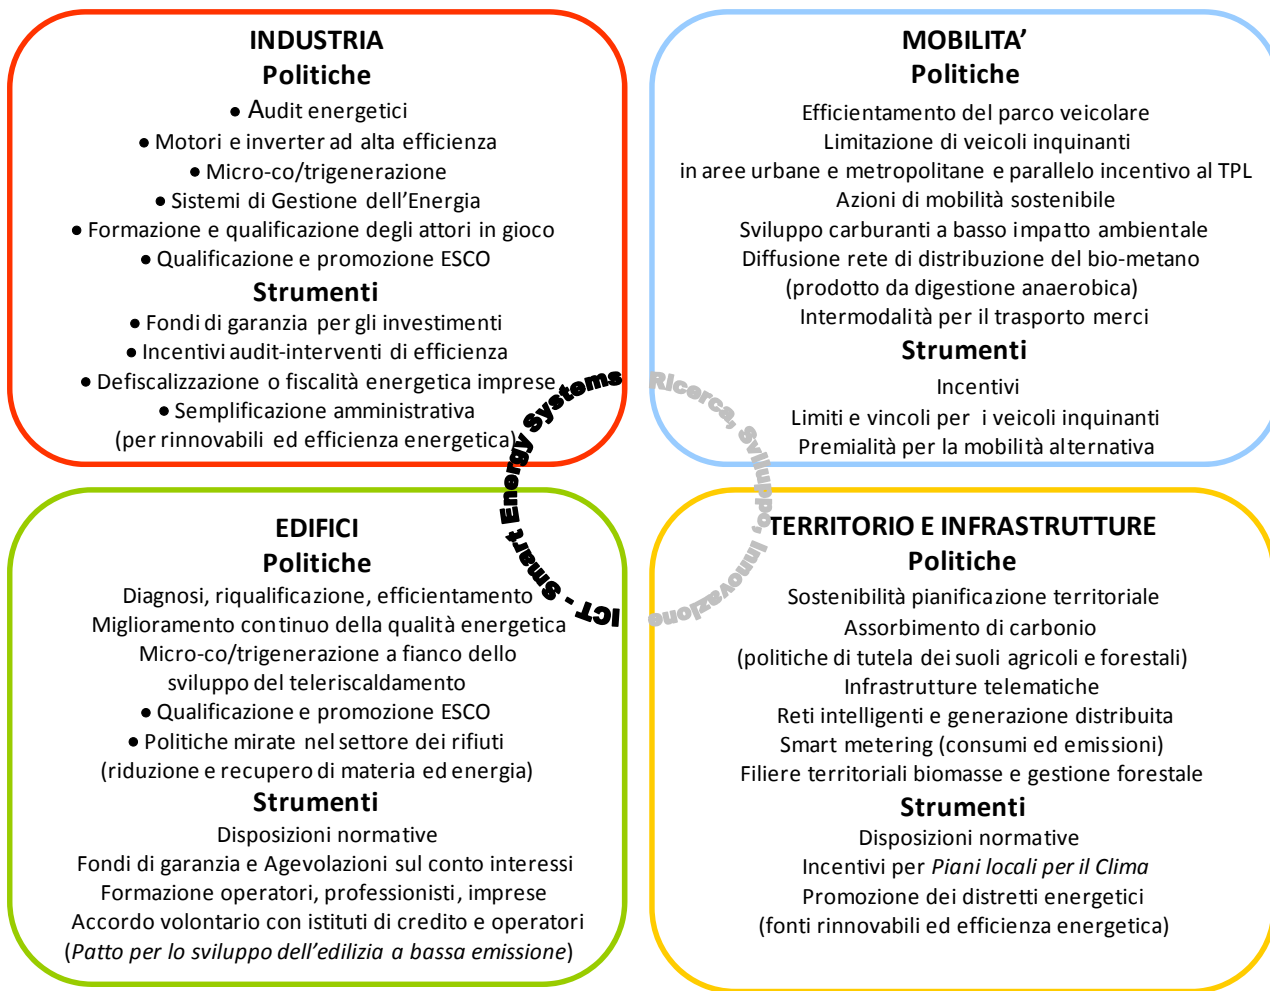 INDUSTRIA
Politiche
• Audit energetici
• Motori e inverter ad alta efficienza
• Micro-co/trigenerazione
• Sistemi di Gestione dell'Energia
• Formazione e qualificazione degli attori in gioco
• Qualificazione e promozione ESCO
Strumenti
• Fondi di garanzia per gli investimenti
• Incentivi audit-interventi di efficienza
• Defiscalizzazione o fiscalità energetica imprese
• Semplificazione amministrativa
(per rinnovabili ed efficienza energetica)
MOBILITA'
Politiche
Efficientamento del parco veicolare
Limitazione di veicoli inquinanti
in aree urbane e metropolitane e parallelo incentivo al TPL
Azioni di mobilità sostenibile
Sviluppo carburanti a basso impatto ambientale
Diffusione rete di distribuzione del bio-metano
(prodotto da digestione anaerobica)
Intermodalità per il trasporto merci
Strumenti
Incentivi
Limiti e vincoli per i veicoli inquinanti
Premialità per la mobilità alternativa
ICT - Smart Energy Systems
Ricerca, Sviluppo, Innovazione
EDIFICI
Politiche
Diagnosi, riqualificazione, efficientamento
Miglioramento continuo della qualità energetica
Micro-co/trigenerazione a fianco dello
sviluppo del teleriscaldamento
• Qualificazione e promozione ESCO
• Politiche mirate nel settore dei rifiuti
(riduzione e recupero di materia ed energia)
Strumenti
Disposizioni normative
Fondi di garanzia e Agevolazioni sul conto interessi
Formazione operatori, professionisti, imprese
Accordo volontario con istituti di credito e operatori
(Patto per lo sviluppo dell'edilizia a bassa emissione)
TERRITORIO E INFRASTRUTTURE
Politiche
Sostenibilità pianificazione territoriale
Assorbimento di carbonio
(politiche di tutela dei suoli agricoli e forestali)
Infrastrutture telematiche
Reti intelligenti e generazione distribuita
Smart metering (consumi ed emissioni)
Filiere territoriali biomasse e gestione forestale
Strumenti
Disposizioni normative
Incentivi per Piani locali per il Clima
Promozione dei distretti energetici
(fonti rinnovabili ed efficienza energetica)